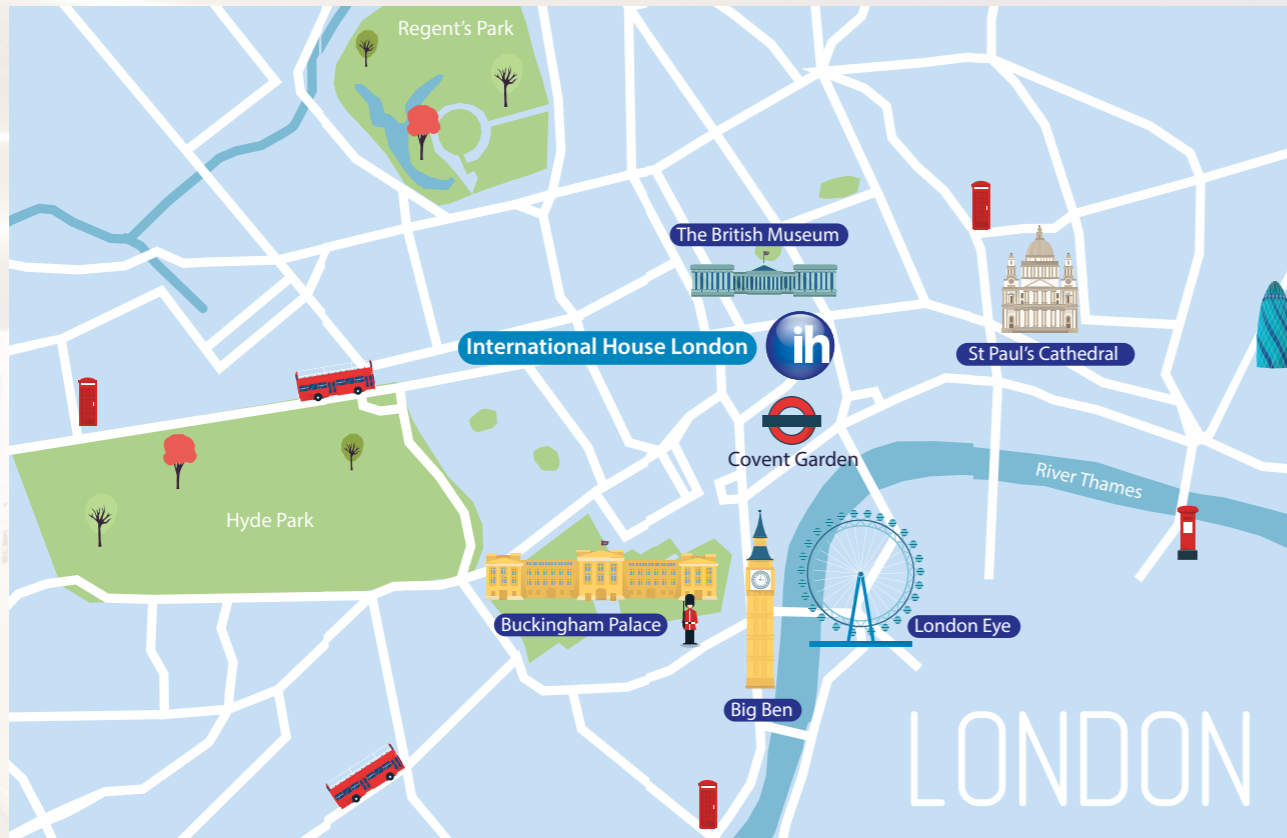 Regent's Park
The British Museum
International House London
ih
St Paul's Cathedral
Covent Garden
River Thames
Hyde Park
Buckingham Palace
London Eye
Big Ben
LONDON